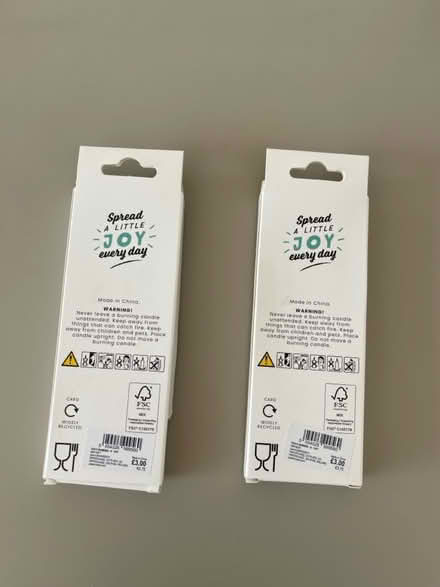 Spread
A LITTLE
JOY
every day
Made in China.
WARNING!
Never leave a burning candle
unattended. Keep away from
things that can catch fire. Keep
away from children and pets. Place
candle upright. Do not move a
burning candle.
CARD
WIDELY
RECYCLED
FSC
MIX
£3.00
Spread
A LITTLE
JOY
every day
Made in China.
WARNING!
Never leave a burning candle
unattended. Keep away from
things that can catch fire. Keep
away from children and pets. Place
candle upright. Do not move a
burning candle.
CARD
WIDELY
RECYCLED
FSC
MIX
£3.00